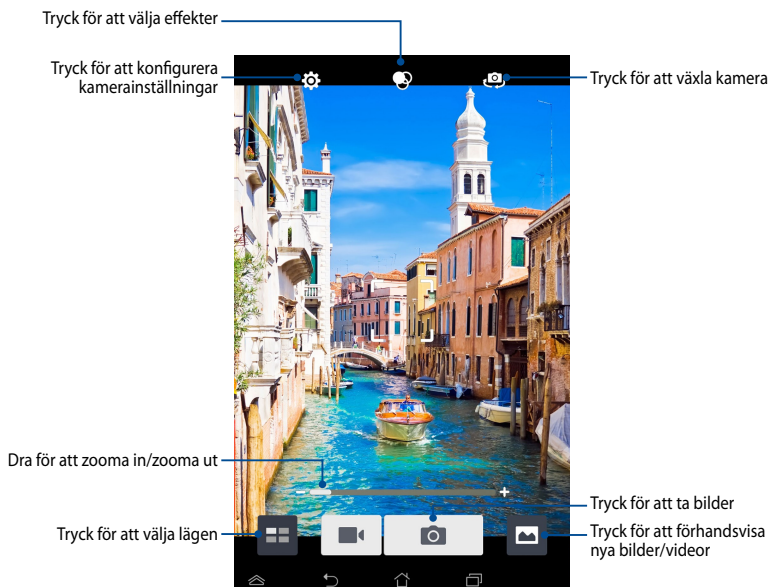 Tryck för att välja effekter
Tryck för att konfigurera
kamerainställningar
Tryck för att växla kamera
Dra för att zooma in/zooma ut
Tryck för att ta bilder
Tryck för att välja lägen
Tryck för att förhandsvisa
nya bilder/videor